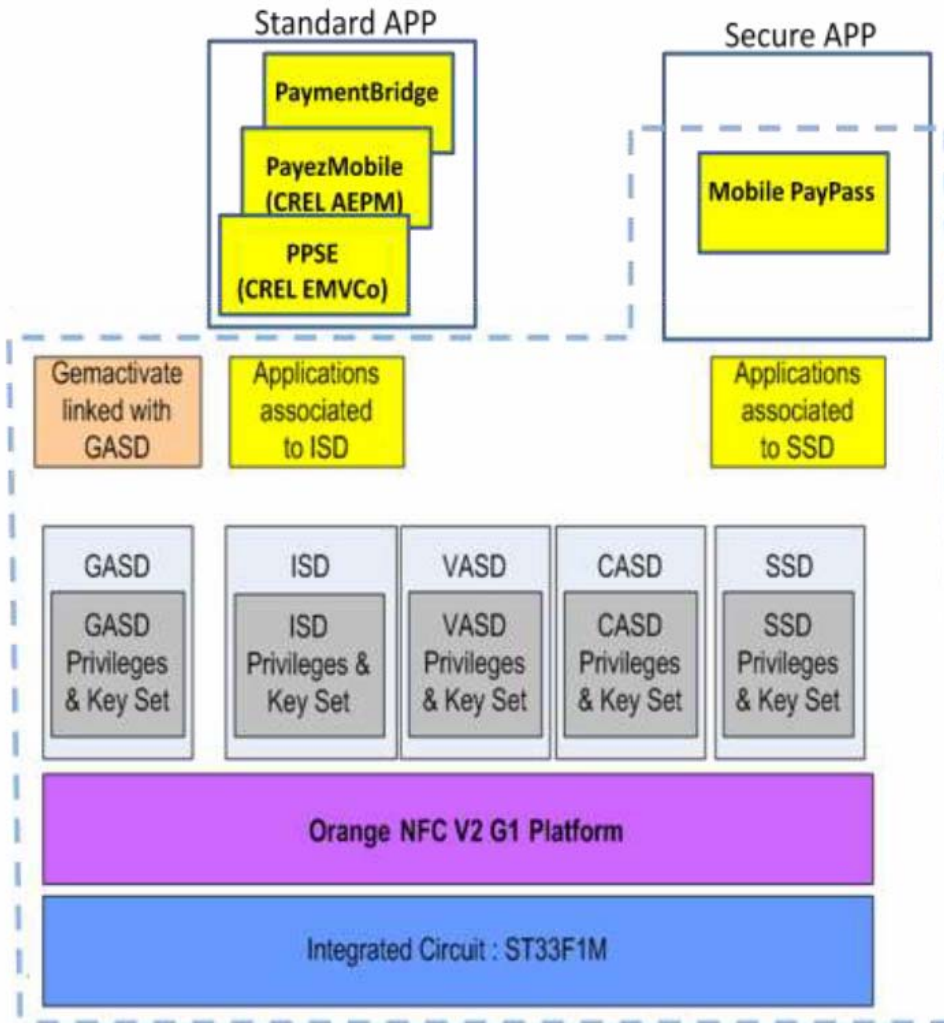 Standard APP
Secure APP
PaymentBridge
PayezMobile
(CREL AEPM)
PPSE
(CREL EMVCo)
Mobile PayPass
Gemactivate
linked with
GASD
Applications
associated
to ISD
Applications
associated
to SSD
GASD
GASD
Privileges
& Key Set
ISD
ISD
Privileges &
Key Set
VASD
VASD
Privileges
& Key Set
CASD
CASD
Privileges
& Key Set
SSD
SSD
Privileges
& Key Set
Orange NFC V2 G1 Platform
Integrated Circuit : ST33F1M